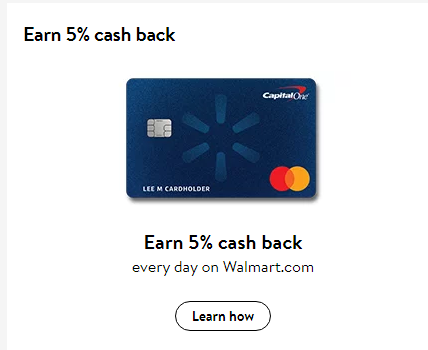 Earn 5% cash back
CapitalOne
LEE M CARDHOLDER
Earn 5% cash back
every day on Walmart.com
Learn how